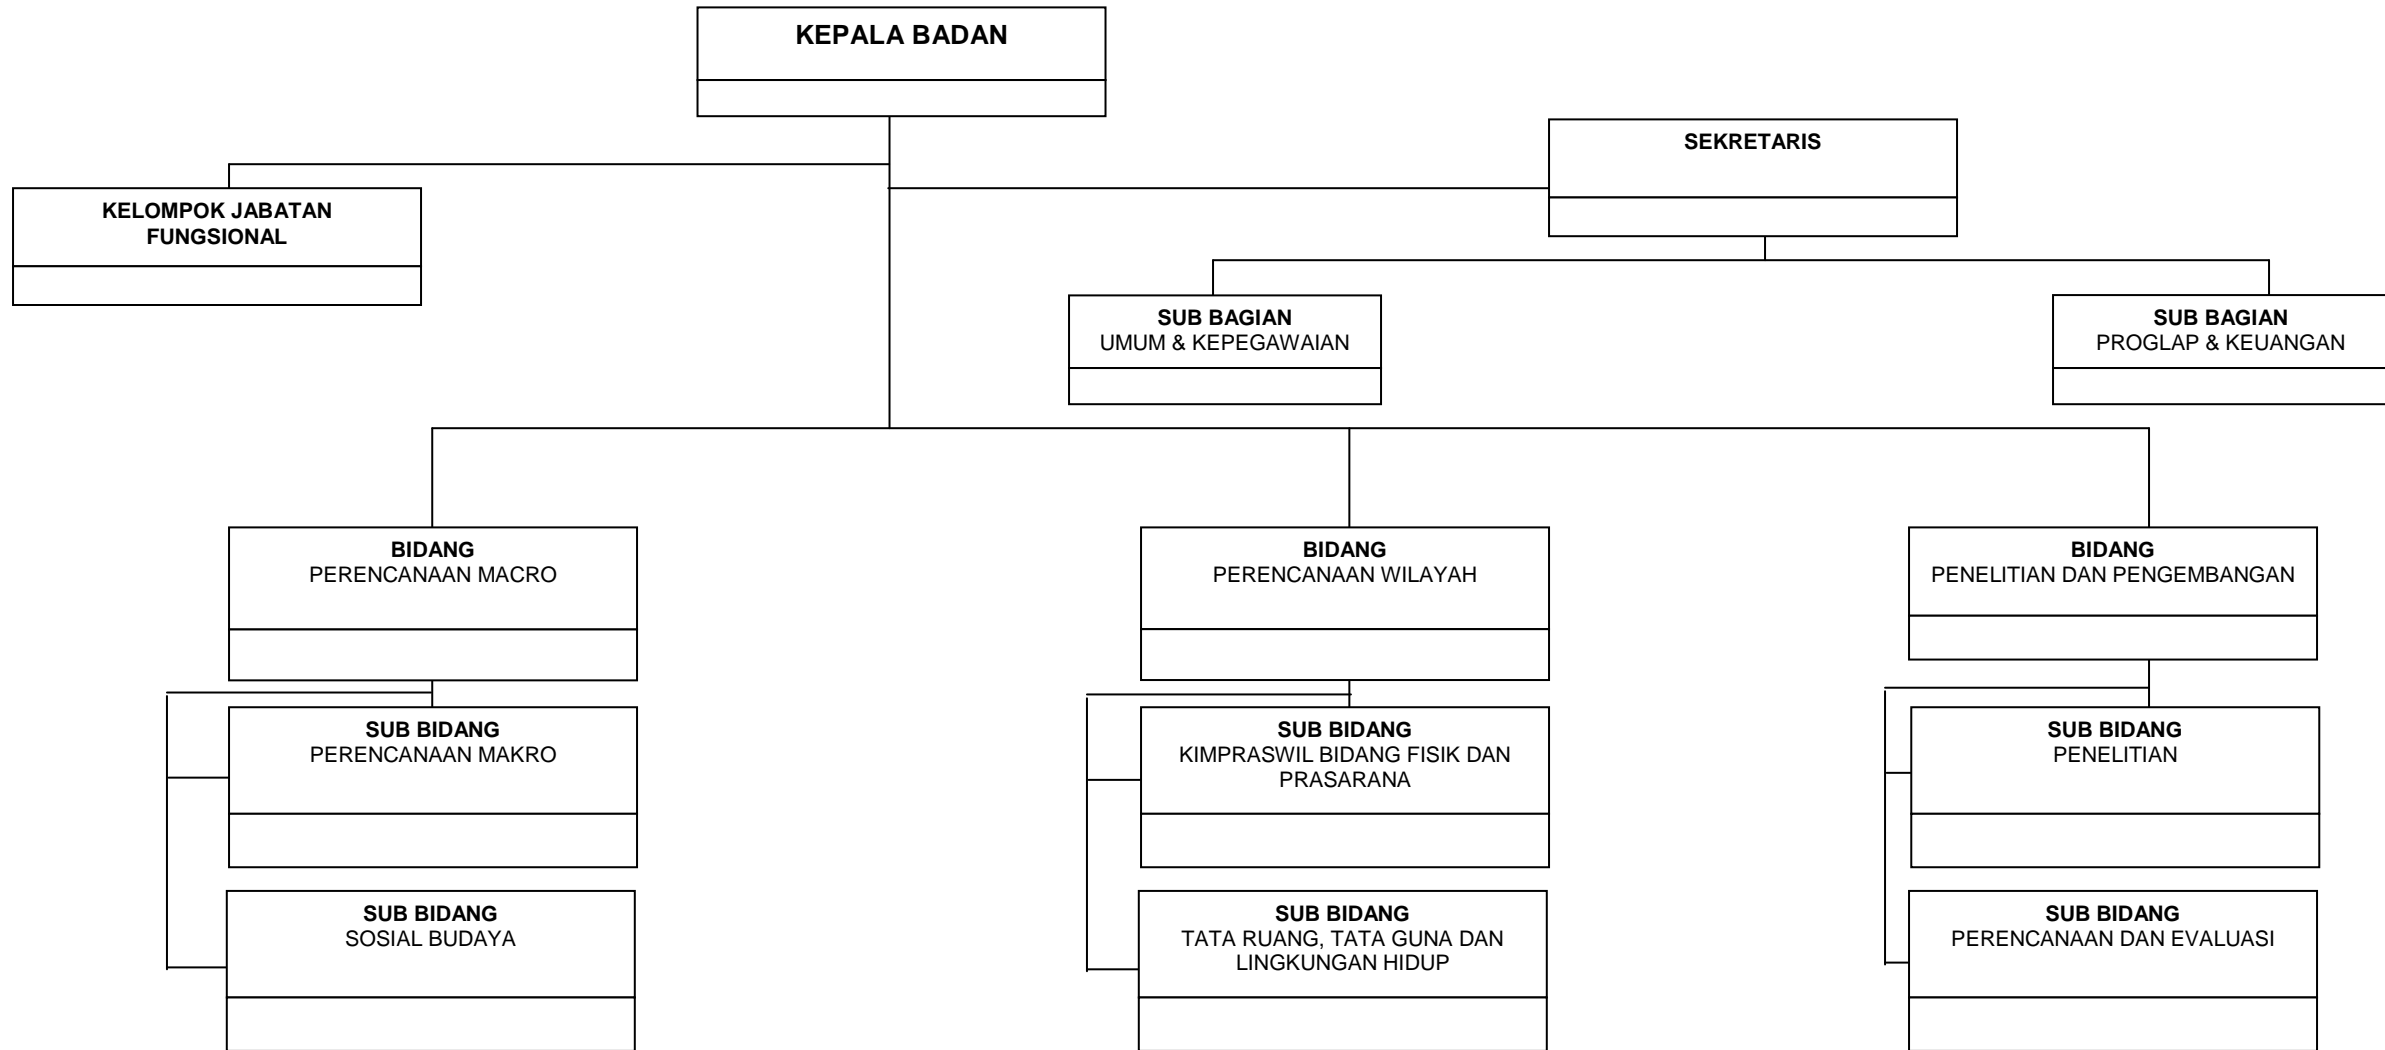 KEPALA BADAN
SEKRETARIS
KELOMPOK JABATAN
FUNGSIONAL
SUB BAGIAN
UMUM & KEPEGAWAIAN
SUB BAGIAN
PROGLAP & KEUANGAN
BIDANG
PERENCANAAN MACRO
BIDANG
PERENCANAAN WILAYAH
BIDANG
PENELITIAN DAN PENGEMBANGAN
SUB BIDANG
PERENCANAAN MAKRO
SUB BIDANG
KIMPRASWIL BIDANG FISIK DAN
PRASARANA
SUB BIDANG
PENELITIAN
SUB BIDANG
SOSIAL BUDAYA
SUB BIDANG
TATA RUANG, TATA GUNA DAN
LINGKUNGAN HIDUP
SUB BIDANG
PERENCANAAN DAN EVALUASI